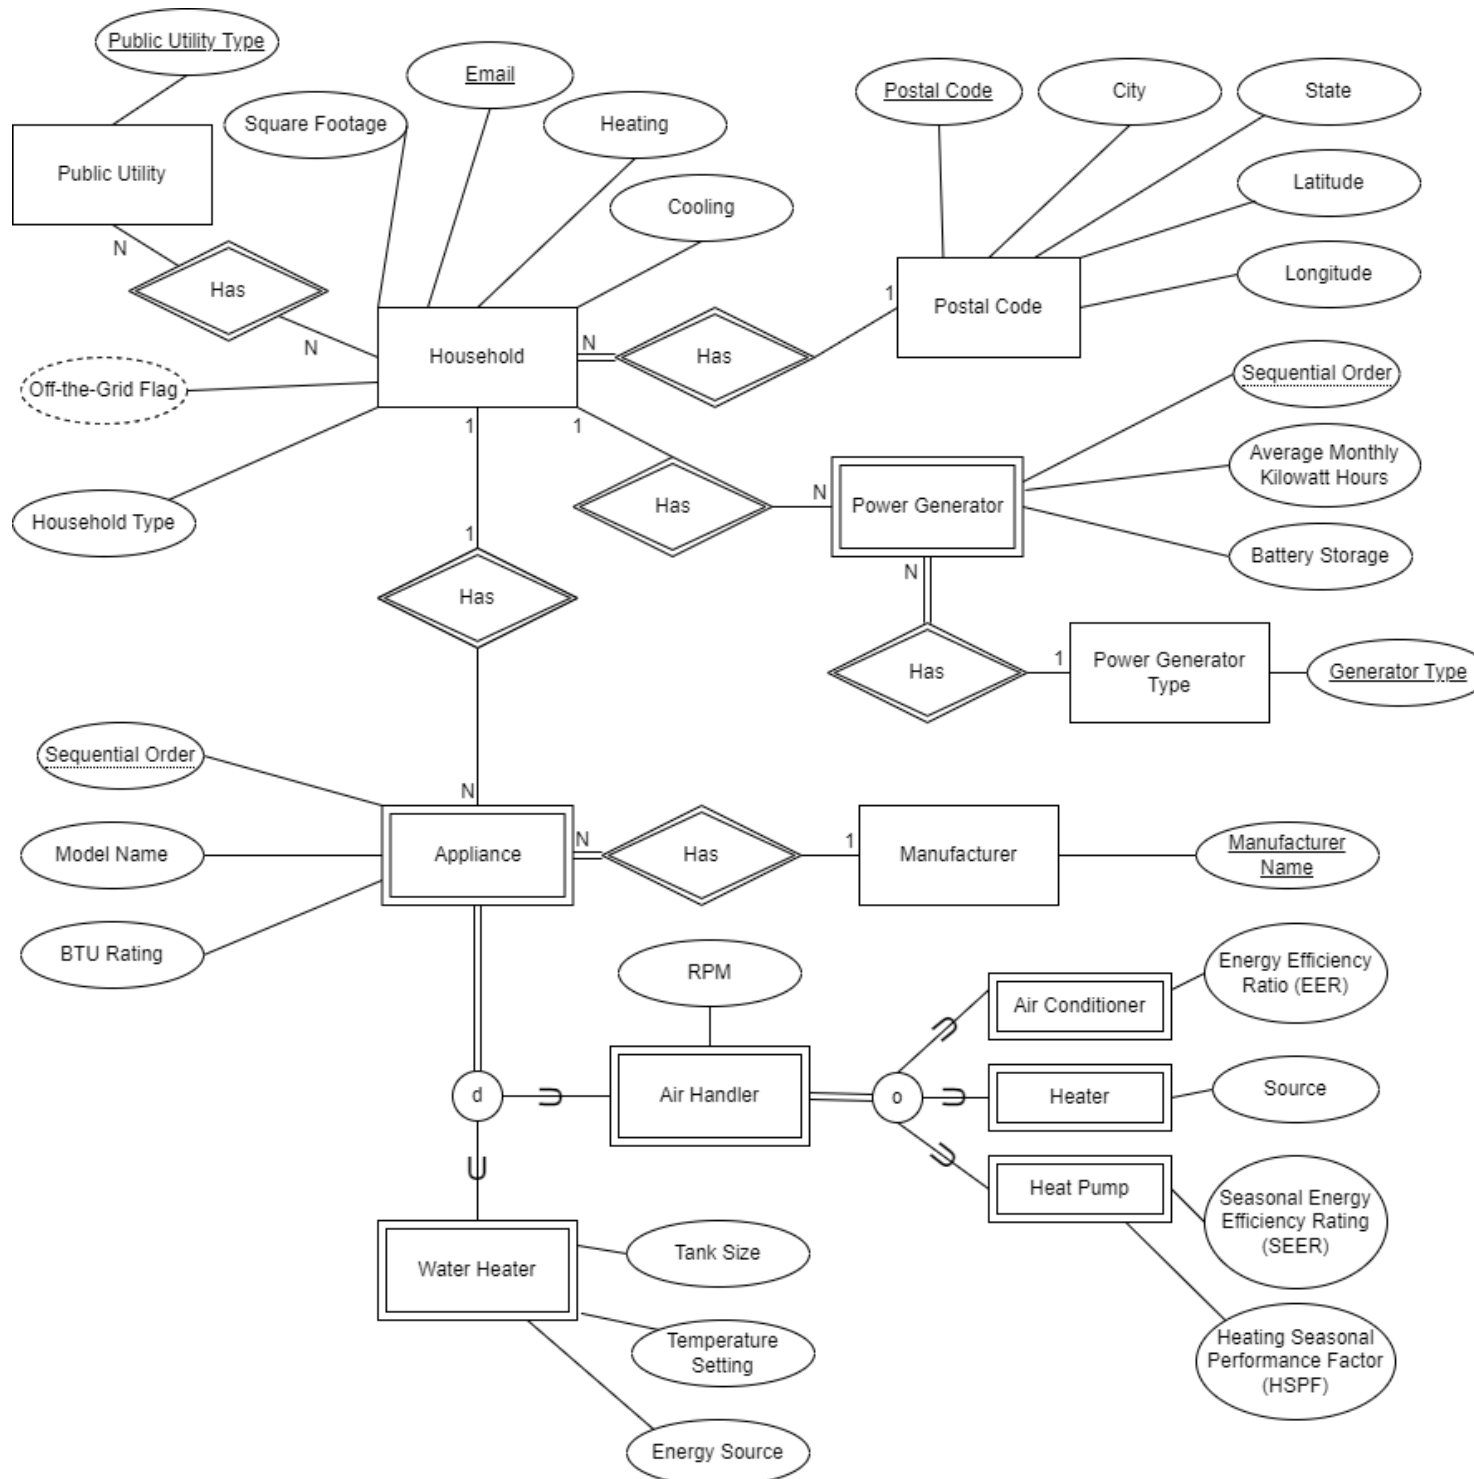 Public Utility Type
Email
Square Footage
Heating
Cooling
Public Utility
N
Has
N
Household
Off-the-Grid Flag
Household Type
N
Has
1
Postal Code
City
State
Latitude
Longitude
Postal Code
1
1
Has
N
Power Generator
Sequential Order
Average Monthly
Kilowatt Hours
Battery Storage
N
Has
1
Power Generator
Type
Generator Type
1
Has
N
Sequential Order
Model Name
BTU Rating
Appliance
N
Has
1
Manufacturer
Manufacturer
Name
d
RPM
Air Handler
o
Air Conditioner
Energy Efficiency
Ratio (EER)
Heater
Source
Heat Pump
Seasonal Energy
Efficiency Rating
(SEER)
Heating Seasonal
Performance Factor
(HSPF)
Water Heater
Tank Size
Temperature
Setting
Energy Source